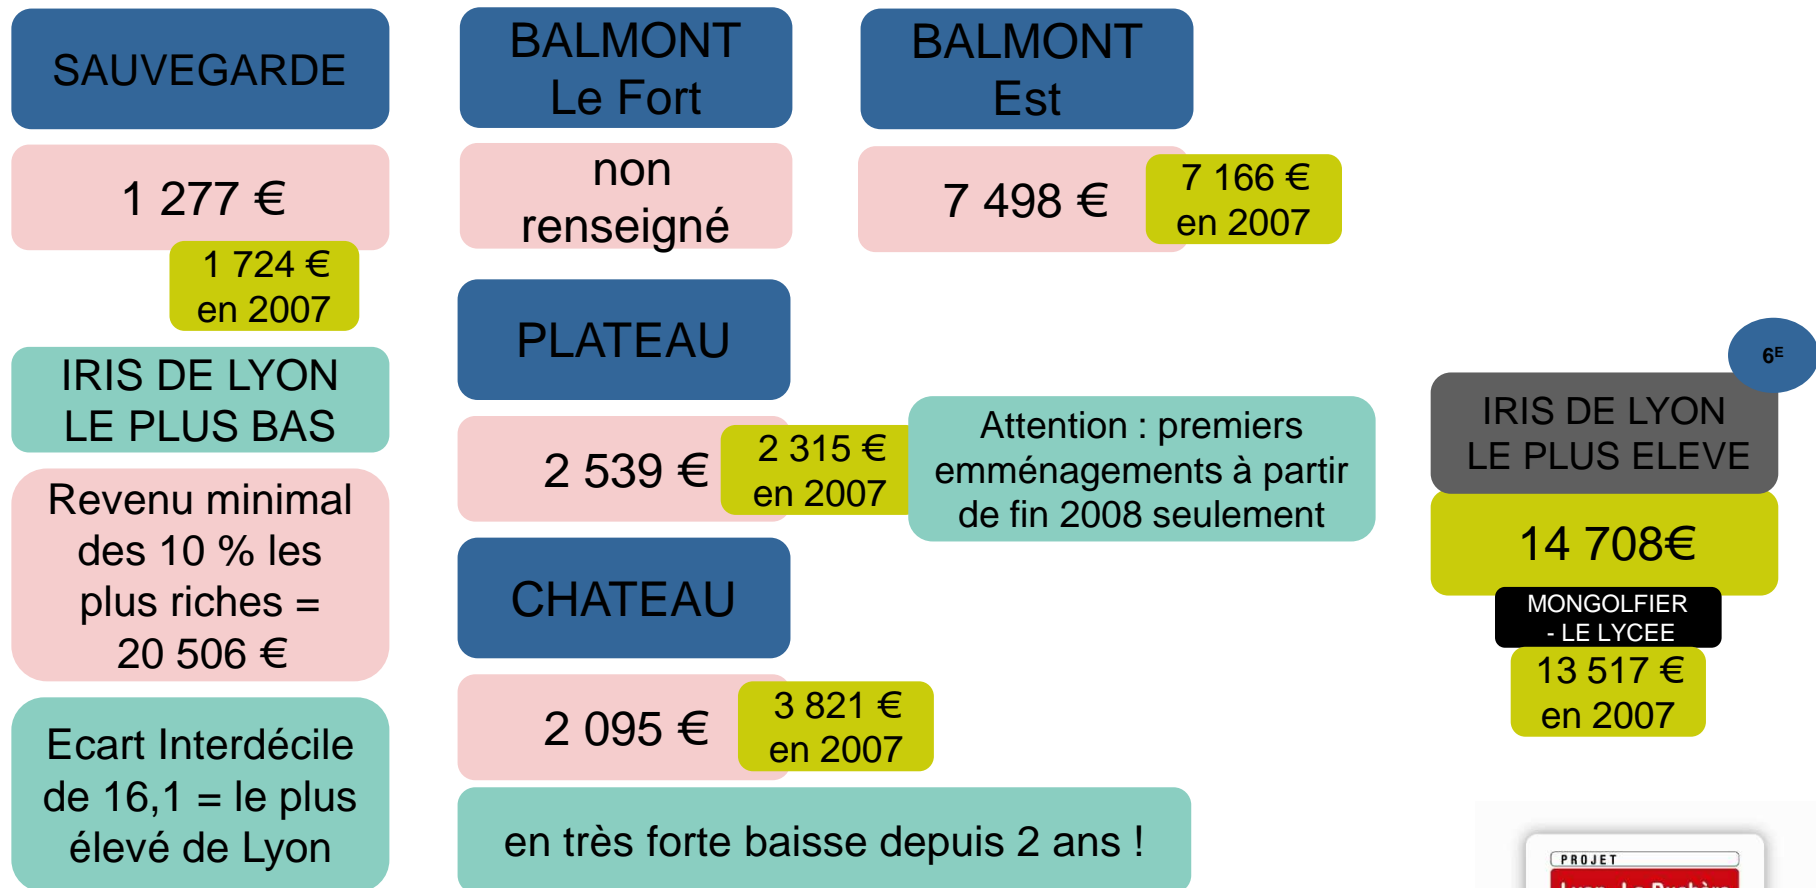 SAUVEGARDE
1 277 €
1 724 €
en 2007
IRIS DE LYON
LE PLUS BAS
Revenu minimal
des 10 % les
plus riches =
20 506 €
Ecart Interdécile
de 16,1 = le plus
élevé de Lyon
BALMONT
Le Fort
non
renseigné
BALMONT
Est
7 498 €
7 166 €
en 2007
PLATEAU
2 539 €
2 315 €
en 2007
Attention : premiers
emménagements à partir
de fin 2008 seulement
CHATEAU
2 095 €
3 821 €
en 2007
en très forte baisse depuis 2 ans !
6E
IRIS DE LYON
LE PLUS ELEVE
14 708€
MONGOLFIER
- LE LYCEE
13 517 €
en 2007
PROJET
Lyon La Duchère